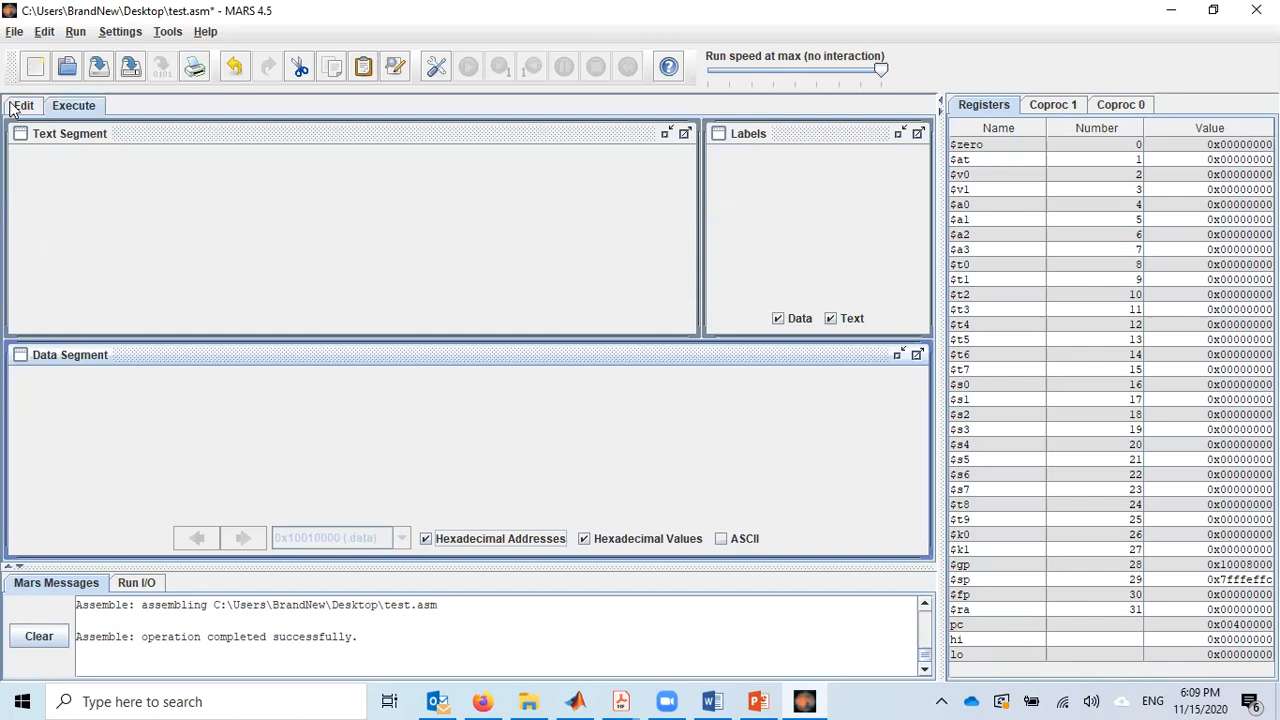 C:\Users\BrandNew\Desktop\test.asm* - MARS 4.5
File Edit Run Settings Tools Help
Run speed at max (no interaction)
Edit Execute
Registers Coproc 1 Coproc 0
Text Segment
Labels
Data Text
Data Segment
0x10010000 (.data) Hexadecimal Addresses Hexadecimal Values ASCII
Name Number Value
$zero 0 0x00000000
$at 1 0x00000000
$v0 2 0x00000000
$v1 3 0x00000000
$a0 4 0x00000000
$a1 5 0x00000000
$a2 6 0x00000000
$a3 7 0x00000000
$t0 8 0x00000000
$t1 9 0x00000000
$t2 10 0x00000000
$t3 11 0x00000000
$t4 12 0x00000000
$t5 13 0x00000000
$t6 14 0x00000000
$t7 15 0x00000000
$s0 16 0x00000000
$s1 17 0x00000000
$s2 18 0x00000000
$s3 19 0x00000000
$s4 20 0x00000000
$s5 21 0x00000000
$s6 22 0x00000000
$s7 23 0x00000000
$t8 24 0x00000000
$t9 25 0x00000000
$k0 26 0x00000000
$k1 27 0x00000000
$gp 28 0x10008000
$sp 29 0x7fffeffc
$fp 30 0x00000000
$ra 31 0x00000000
pc 0x00400000
hi 0x00000000
lo 0x00000000
Mars Messages Run I/O
Assemble: assembling C:\Users\BrandNew\Desktop\test.asm
Clear
Assemble: operation completed successfully.
Type here to search
ENG
6:09 PM
11/15/2020
6